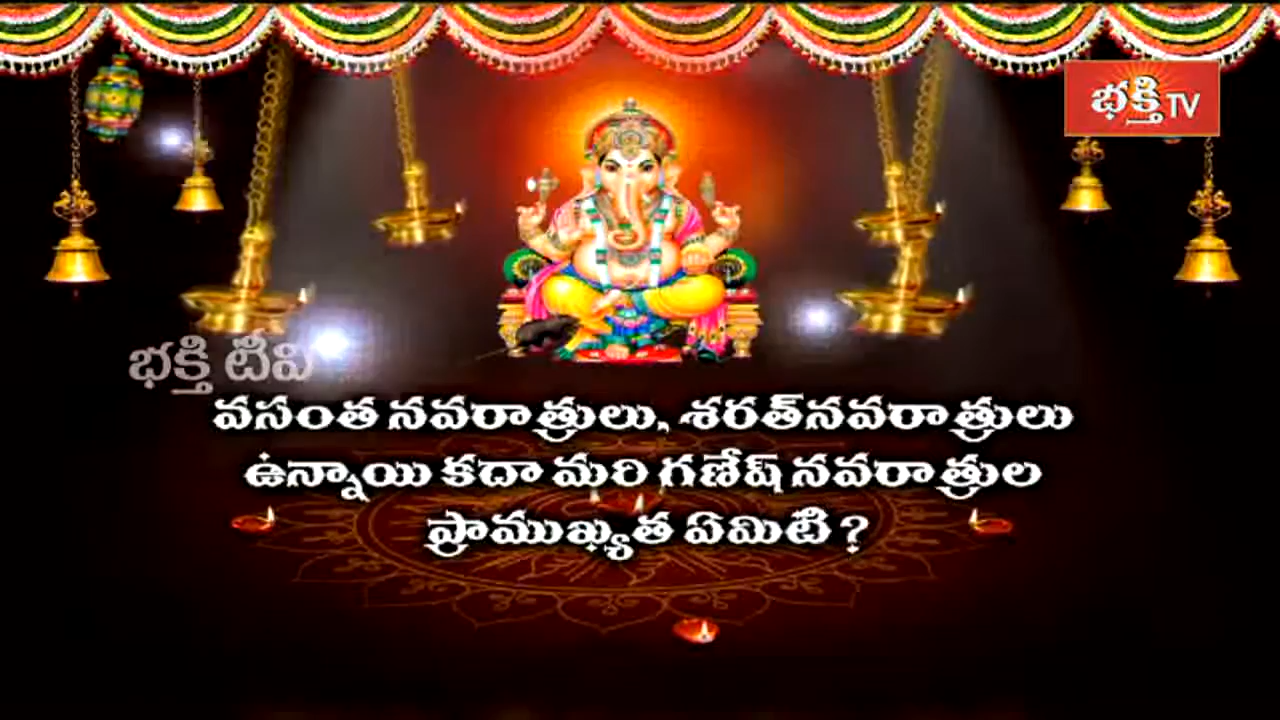 భక్తి TV
భక్తి టీవి
వసంత నవరాత్రులు, శరత్‌నవరాత్రులు
ఉన్నాయి కదా మరి గణేష్ నవరాత్రుల
ప్రాముఖ్యత ఏమిటి ?